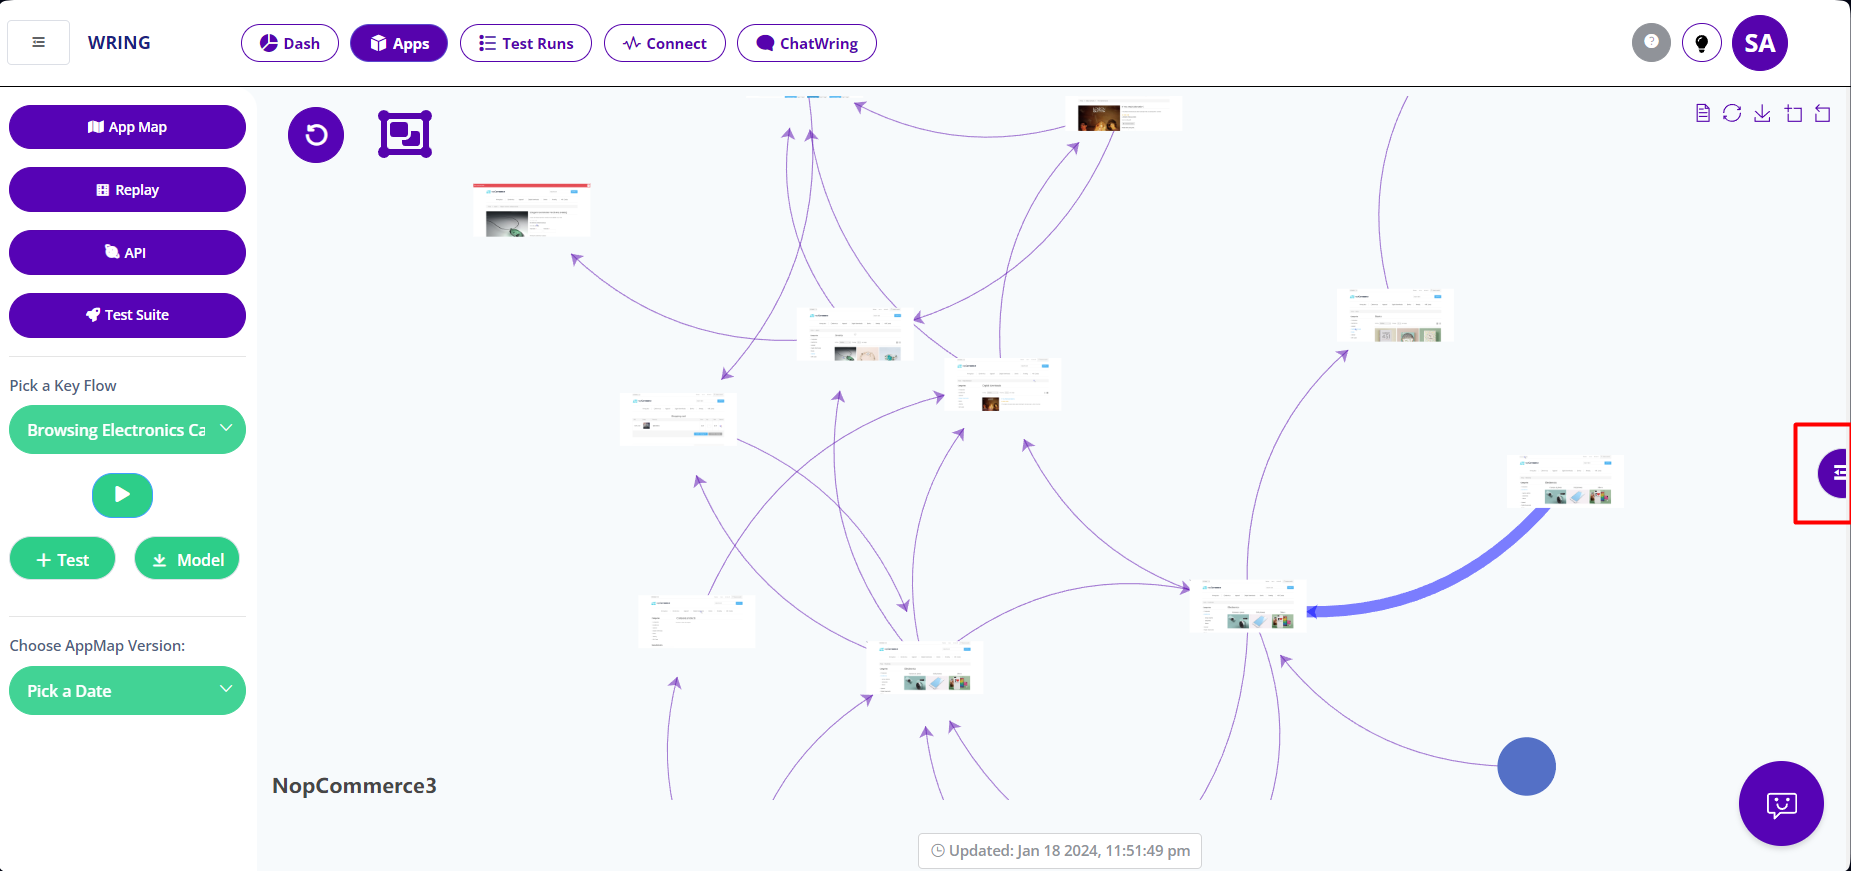 WRING
Dash
Apps
Test Runs
Connect
ChatWring
SA
App Map
Replay
API
Test Suite
Pick a Key Flow
Browsing Electronics Ca
Test
Model
Choose AppMap Version:
Pick a Date
NopCommerce3
Updated: Jan 18 2024, 11:51:49 pm